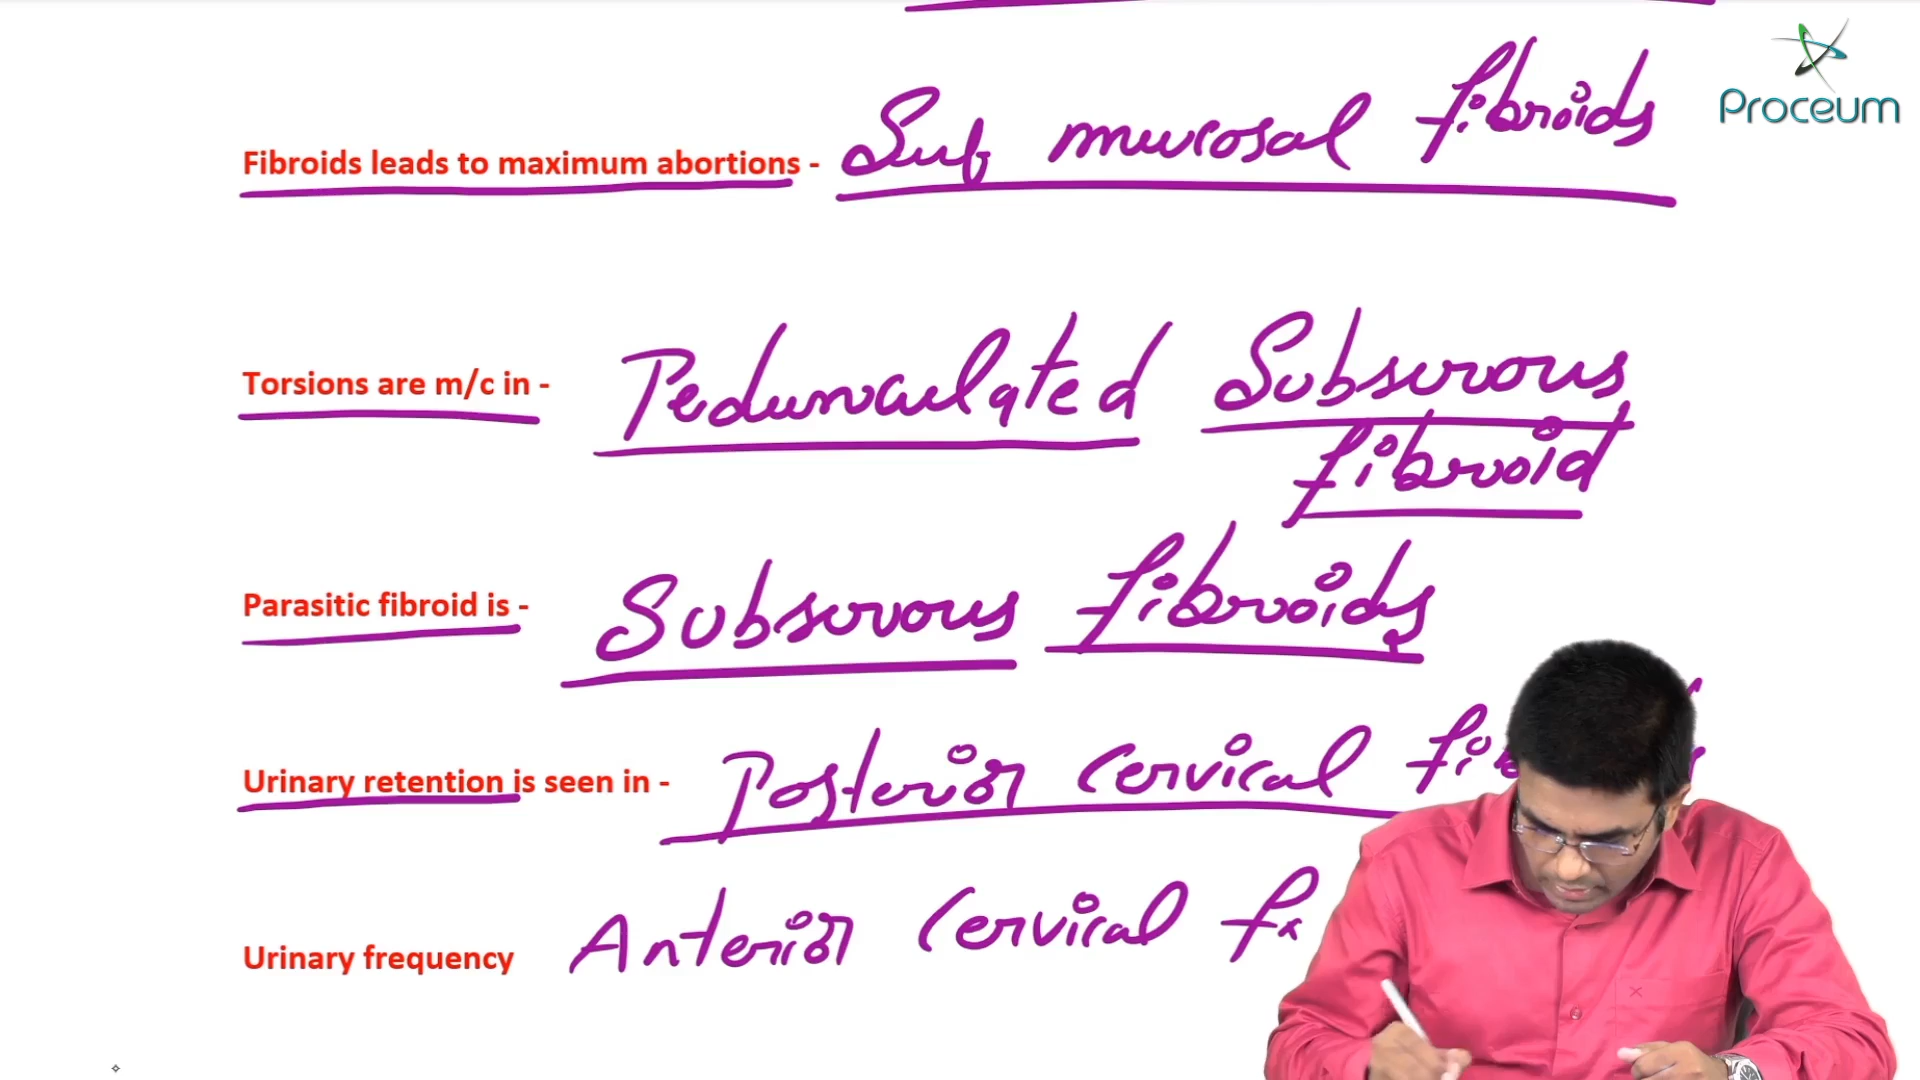 Proceum
Fibroids leads to maximum abortions - Sub mucosal fibroids
Torsions are m/c in - Pedunculated Subserous
fibroid
Parasitic fibroid is - Subserous fibroids
Urinary retention is seen in - Posterior Cervical
Urinary frequency Anterior Cervical fx